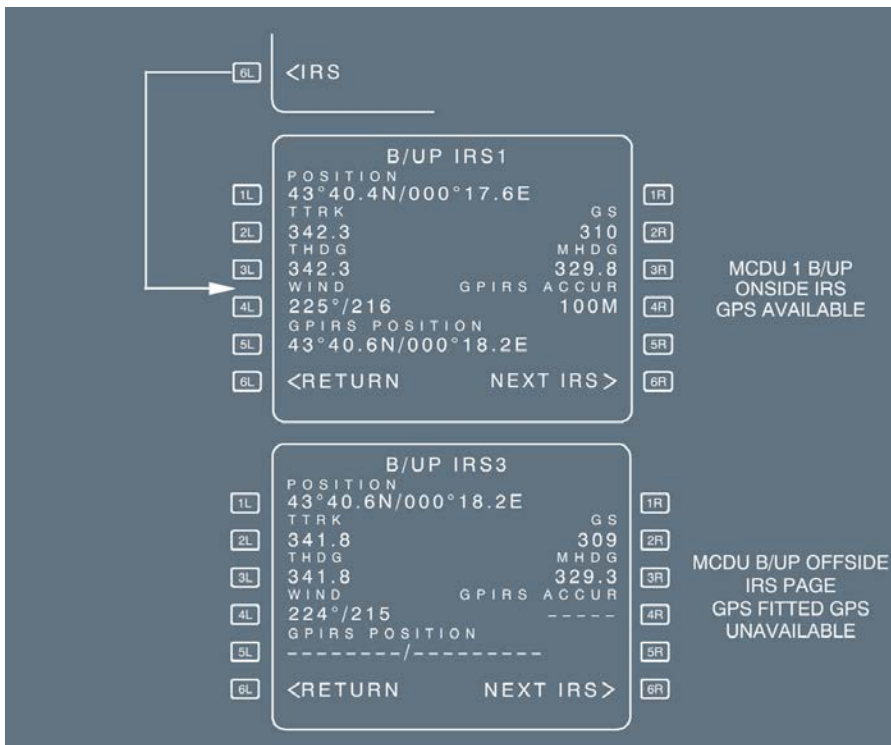 6L <IRS
B/UP IRS1
POSITION
1L 43°40.4N/000°17.6E 1R
TTRK GS
2L 342.3 310 2R
THDG MHDG
3L 342.3 329.8 3R
WIND GPIRS ACCUR
4L 225°/216 100M 4R
GPIRS POSITION
5L 43°40.6N/000°18.2E 5R
6L <RETURN NEXT IRS> 6R
MCDU 1 B/UP
ONSIDE IRS
GPS AVAILABLE
B/UP IRS3
POSITION
1L 43°40.6N/000°18.2E 1R
TTRK GS
2L 341.8 309 2R
THDG MHDG
3L 341.8 329.3 3R
WIND GPIRS ACCUR
4L 224°/215 ----- 4R
GPIRS POSITION
5L --------/--------- 5R
6L <RETURN NEXT IRS> 6R
MCDU B/UP OFFSIDE
IRS PAGE
GPS FITTED GPS
UNAVAILABLE